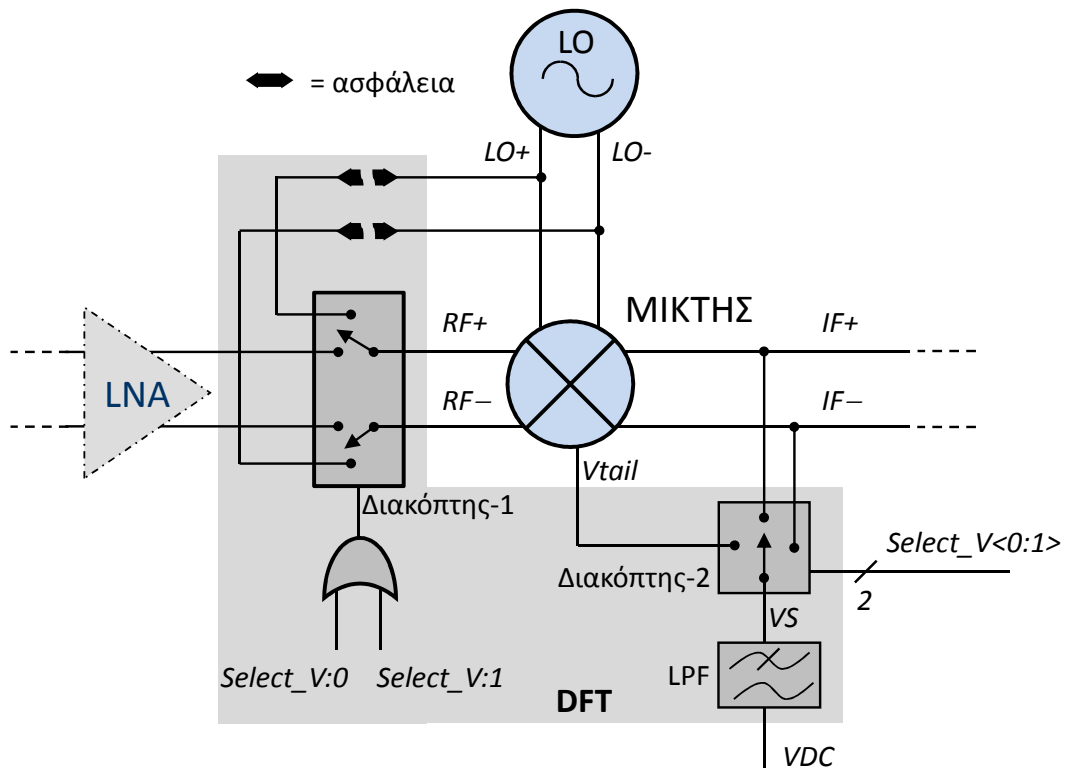 LO
= ασφάλεια
LO+
LO-
ΜΙΚΤΗΣ
RF+
IF+
LNA
RF−
IF−
Vtail
Διακόπτης-1
Select_V<0:1>
Διακόπτης-2
2
VS
Select_V:0
Select_V:1
LPF
DFT
VDC